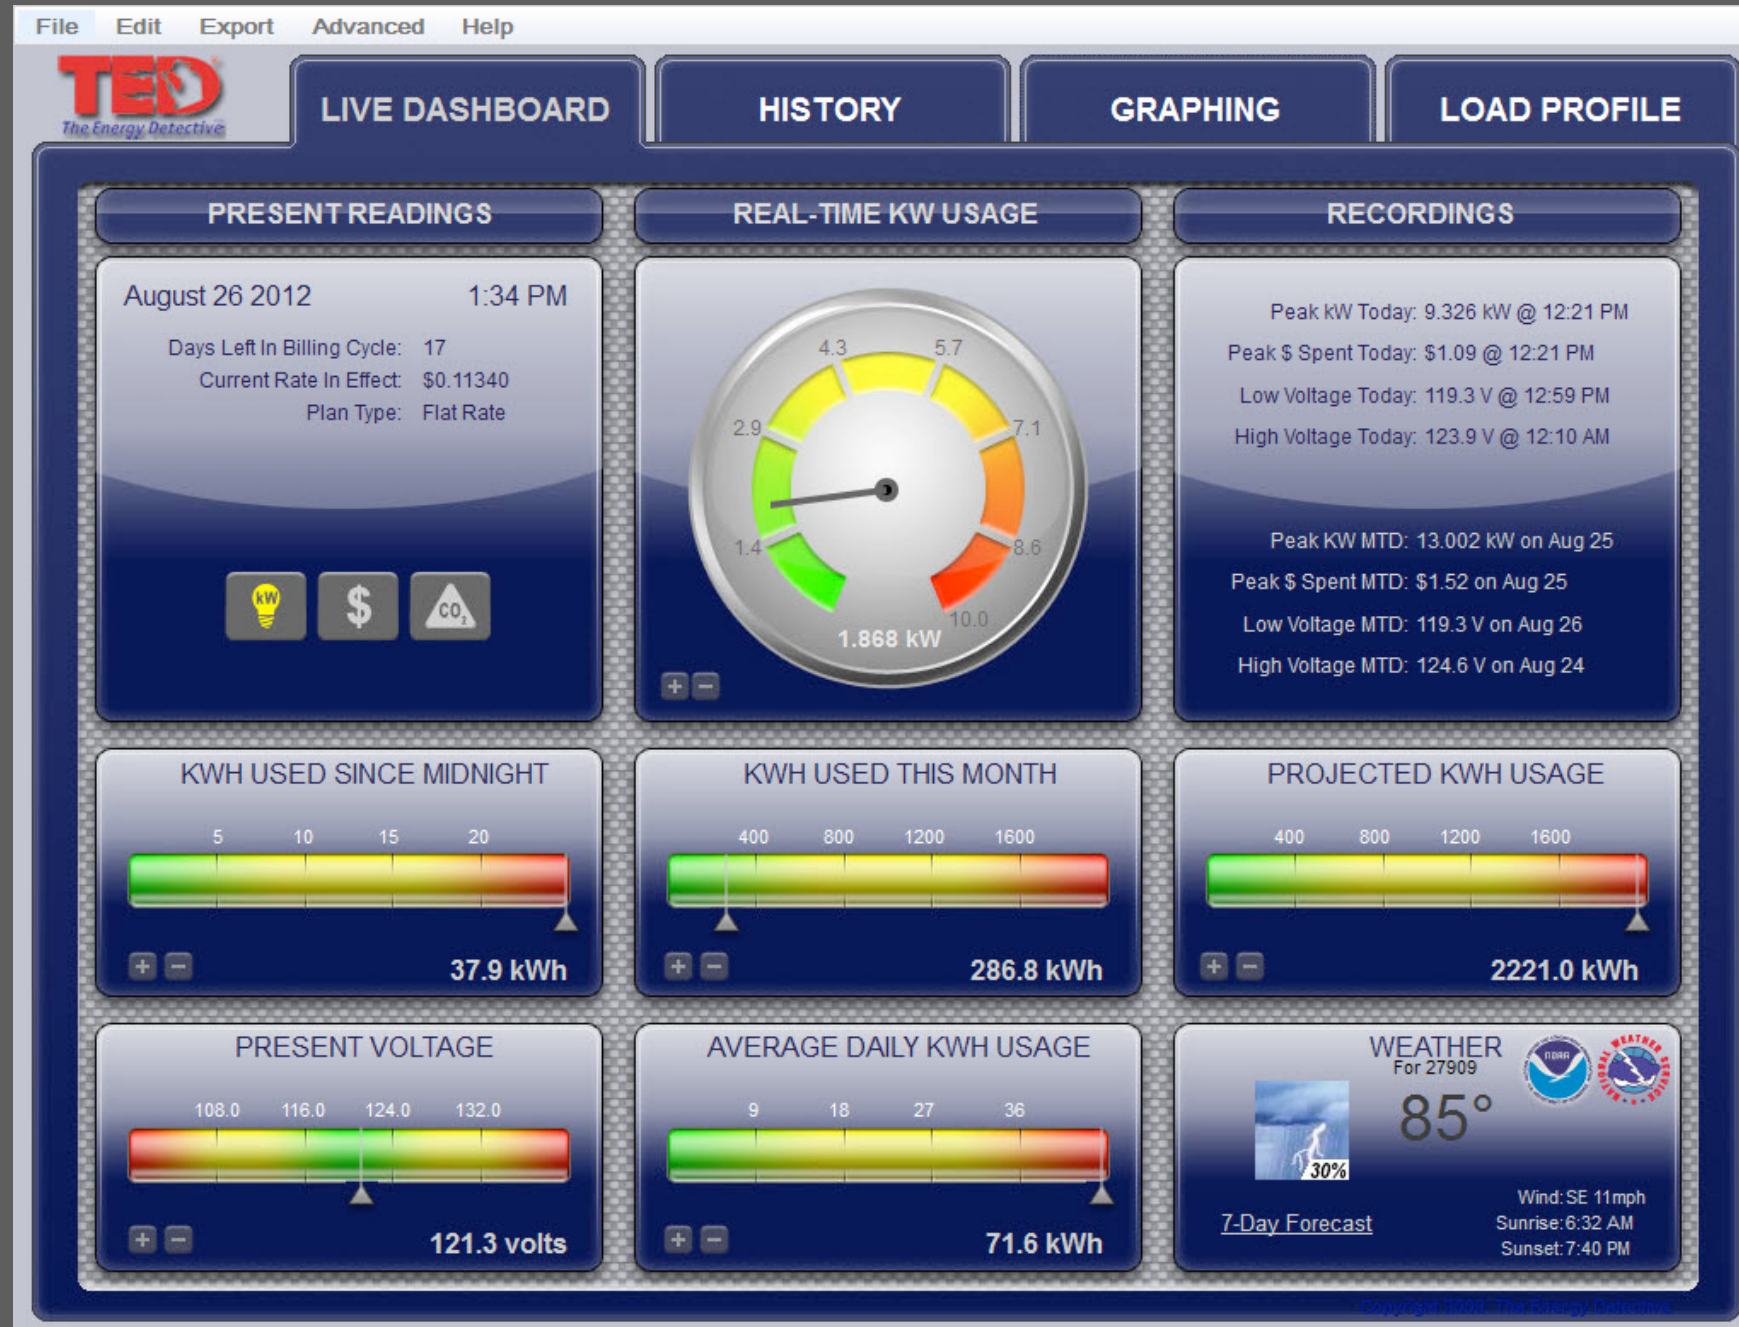 File Edit Export Advanced Help
TED
The Energy Detective
LIVE DASHBOARD
HISTORY
GRAPHING
LOAD PROFILE
PRESENT READINGS
August 26 2012 1:34 PM
Days Left In Billing Cycle: 17
Current Rate In Effect: $0.11340
Plan Type: Flat Rate
kW
$
CO2
REAL-TIME KW USAGE
4.3 5.7
2.9 7.1
1.4 8.6
10.0
1.868 kW
+ −
RECORDINGS
Peak kW Today: 9.326 kW @ 12:21 PM
Peak $ Spent Today: $1.09 @ 12:21 PM
Low Voltage Today: 119.3 V @ 12:59 PM
High Voltage Today: 123.9 V @ 12:10 AM
Peak KW MTD: 13.002 kW on Aug 25
Peak $ Spent MTD: $1.52 on Aug 25
Low Voltage MTD: 119.3 V on Aug 26
High Voltage MTD: 124.6 V on Aug 24
KWH USED SINCE MIDNIGHT
5 10 15 20
+ − 37.9 kWh
KWH USED THIS MONTH
400 800 1200 1600
+ − 286.8 kWh
PROJECTED KWH USAGE
400 800 1200 1600
+ − 2221.0 kWh
PRESENT VOLTAGE
108.0 116.0 124.0 132.0
+ − 121.3 volts
AVERAGE DAILY KWH USAGE
9 18 27 36
+ − 71.6 kWh
WEATHER
For 27909
NOAA
NATIONAL WEATHER SERVICE
85°
30%
7-Day Forecast
Wind: SE 11mph
Sunrise: 6:32 AM
Sunset: 7:40 PM
The Energy Detective